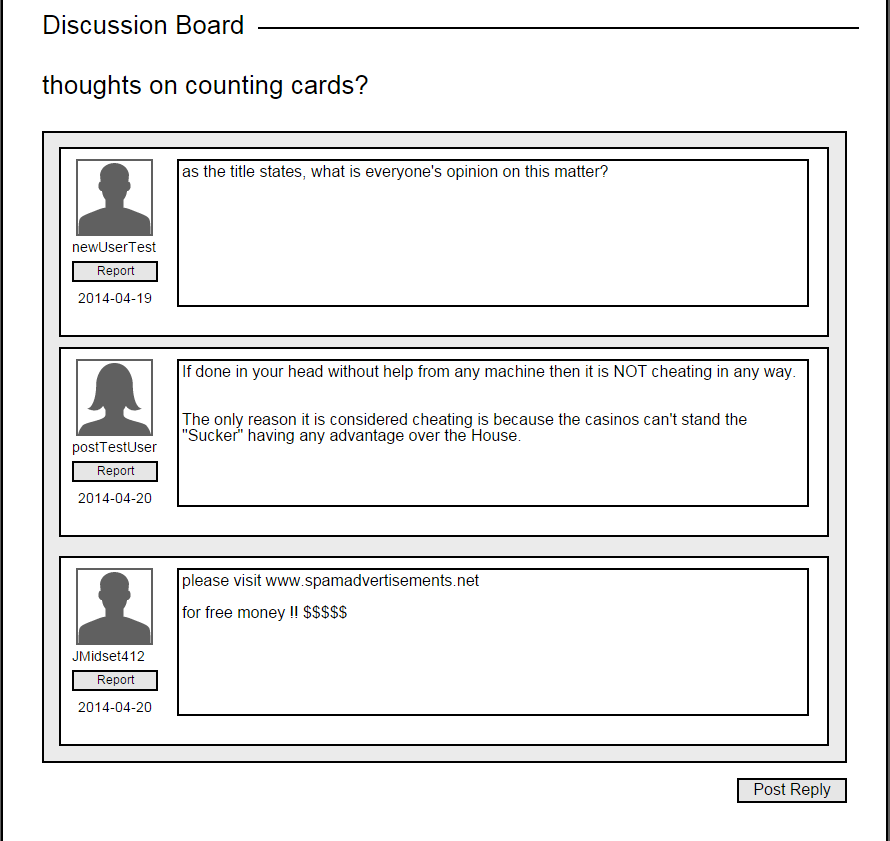 Discussion Board
thoughts on counting cards?
as the title states, what is everyone's opinion on this matter?
newUserTest
Report
2014-04-19
If done in your head without help from any machine then it is NOT cheating in any way.
The only reason it is considered cheating is because the casinos can't stand the
"Sucker" having any advantage over the House.
postTestUser
Report
2014-04-20
please visit www.spamadvertisements.net
for free money !! $$$$$
JMidset412
Report
2014-04-20
Post Reply